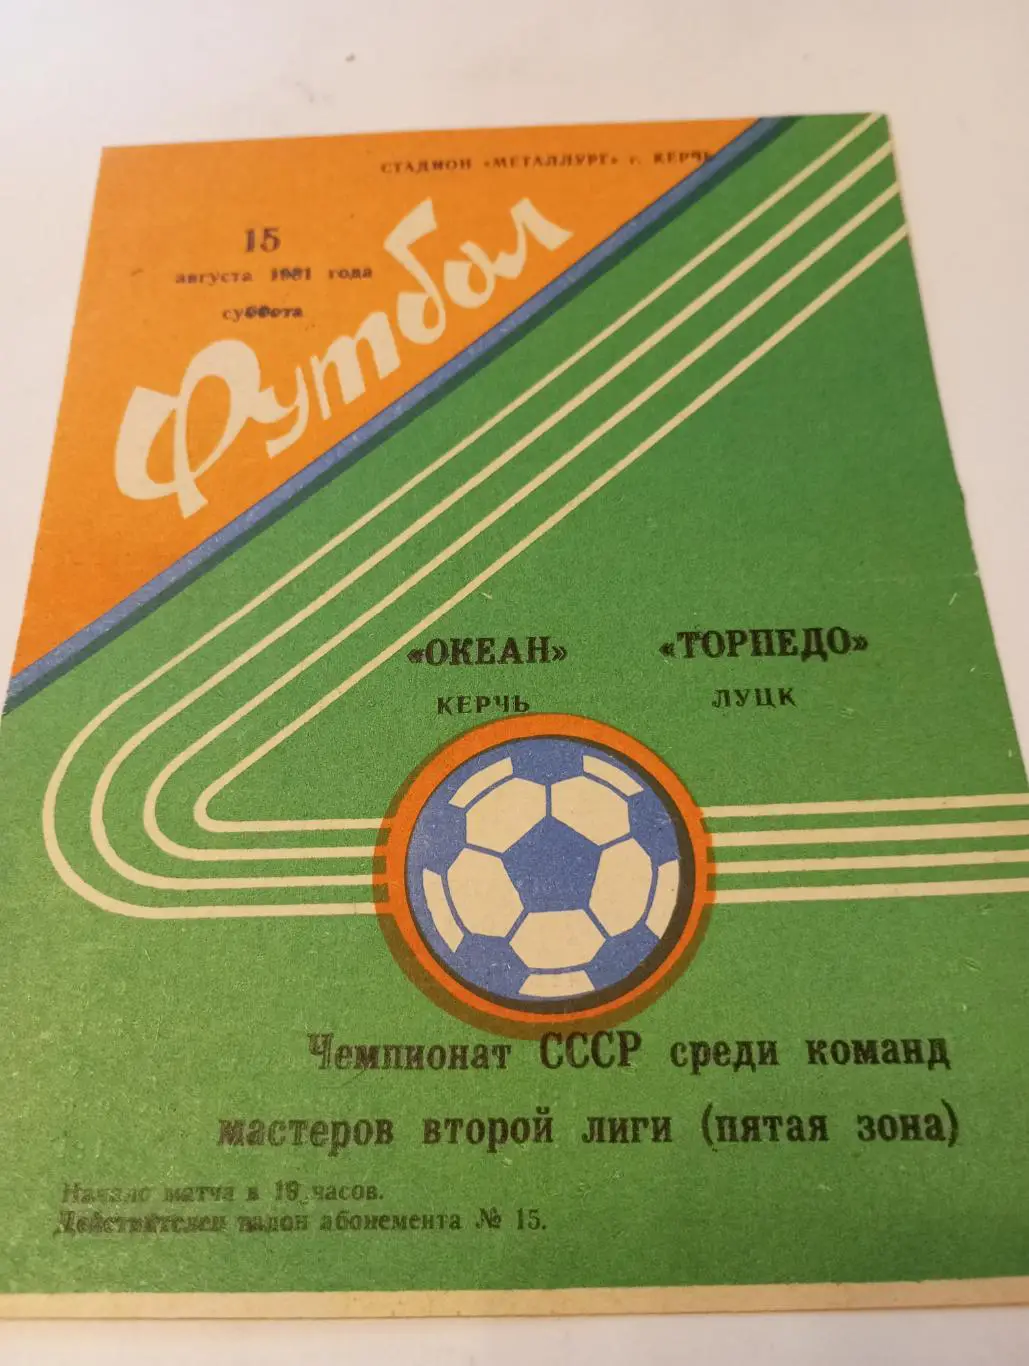 СТАДИОН «МЕТАЛЛУРГ» г. КЕРЧЬ
15
августа 1981 года
суббота
Футбол
«ОКЕАН» «ТОРПЕДО»
КЕРЧЬ ЛУЦК
Чемпионат СССР среди команд
мастеров второй лиги (пятая зона)
Начало матча в 19 часов.
Действителен талон абонемента № 15.